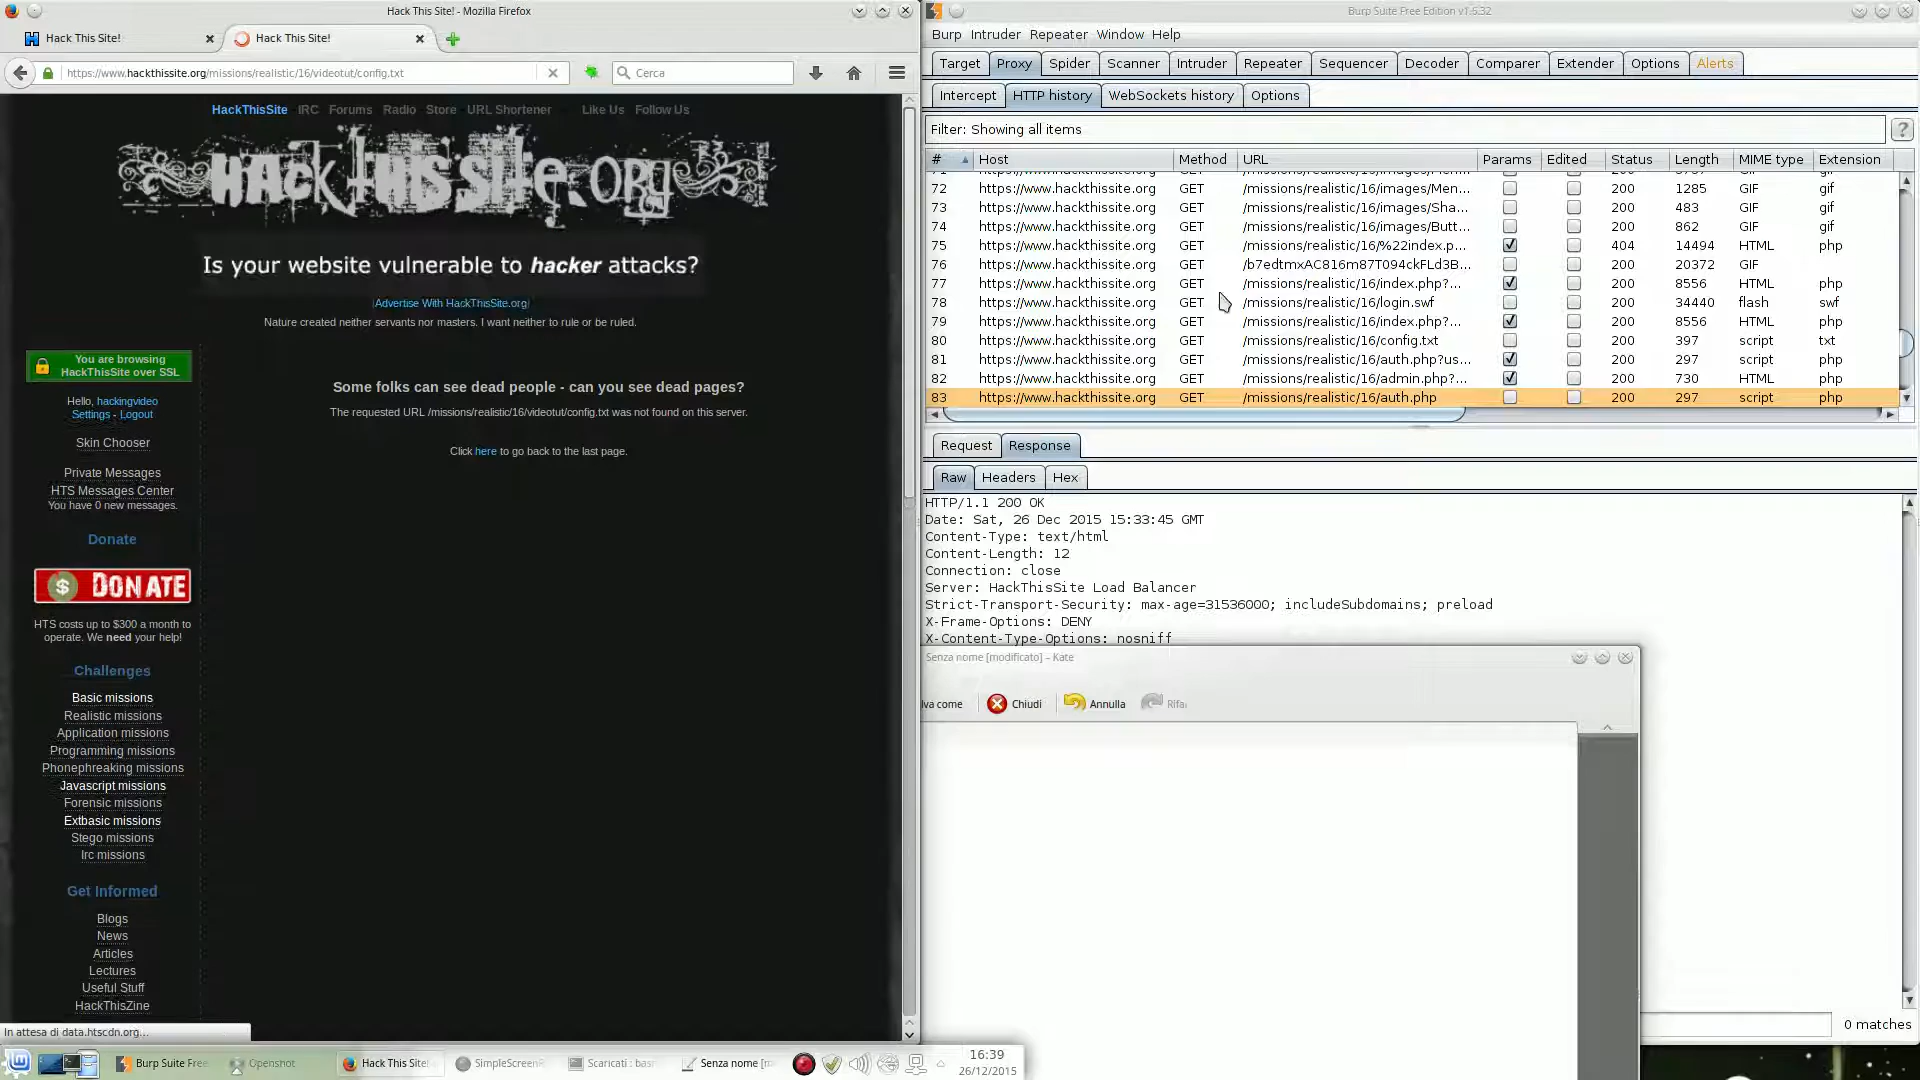 Hack This Site! - Mozilla Firefox
Hack This Site!
Hack This Site!
https://www.hackthissite.org/missions/realistic/16/videotut/config.txt
Cerca
HackThisSite IRC Forums Radio Store URL Shortener Like Us Follow Us
HACK THIS SITE.ORG
Is your website vulnerable to hacker attacks?
[Advertise With HackThisSite.org]
Nature created neither servants nor masters. I want neither to rule or be ruled.
You are browsing
HackThisSite over SSL
Hello, hackingvideo
Settings - Logout
Skin Chooser
Private Messages
HTS Messages Center
You have 0 new messages.
Donate
$ DONATE
HTS costs up to $300 a month to
operate. We need your help!
Challenges
Basic missions
Realistic missions
Application missions
Programming missions
Phonephreaking missions
Javascript missions
Forensic missions
Extbasic missions
Stego missions
Irc missions
Get Informed
Blogs
News
Articles
Lectures
Useful Stuff
HackThisZine
Some folks can see dead people - can you see dead pages?
The requested URL /missions/realistic/16/videotut/config.txt was not found on this server.
Click here to go back to the last page.
In attesa di data.htscdn.org...
Burp Suite Free Edition v1.5.32
Burp Intruder Repeater Window Help
Target Proxy Spider Scanner Intruder Repeater Sequencer Decoder Comparer Extender Options Alerts
Intercept HTTP history WebSockets history Options
Filter: Showing all items ?
# Host Method URL Params Edited Status Length MIME type Extension
72 https://www.hackthissite.org GET /missions/realistic/16/images/Men... 200 1285 GIF gif
73 https://www.hackthissite.org GET /missions/realistic/16/images/Sha... 200 483 GIF gif
74 https://www.hackthissite.org GET /missions/realistic/16/images/Butt... 200 862 GIF gif
75 https://www.hackthissite.org GET /missions/realistic/16/%22index.p... 404 14494 HTML php
76 https://www.hackthissite.org GET /b7edtmxAC816m87T094ckFLd3B... 200 20372 GIF
77 https://www.hackthissite.org GET /missions/realistic/16/index.php?... 200 8556 HTML php
78 https://www.hackthissite.org GET /missions/realistic/16/login.swf 200 34440 flash swf
79 https://www.hackthissite.org GET /missions/realistic/16/index.php?... 200 8556 HTML php
80 https://www.hackthissite.org GET /missions/realistic/16/config.txt 200 397 script txt
81 https://www.hackthissite.org GET /missions/realistic/16/auth.php?us... 200 297 script php
82 https://www.hackthissite.org GET /missions/realistic/16/admin.php?... 200 730 HTML php
83 https://www.hackthissite.org GET /missions/realistic/16/auth.php 200 297 script php
Request Response
Raw Headers Hex
HTTP/1.1 200 OK
Date: Sat, 26 Dec 2015 15:33:45 GMT
Content-Type: text/html
Content-Length: 12
Connection: close
Server: HackThisSite Load Balancer
Strict-Transport-Security: max-age=31536000; includeSubdomains; preload
X-Frame-Options: DENY
X-Content-Type-Options: nosniff
Senza nome [modificato] – Kate
lva come Chiudi Annulla Rifai
0 matches
Burp Suite Free Openshot Hack This Site! SimpleScreenR Scaricati : bas Senza nome [m
16:39
26/12/2015